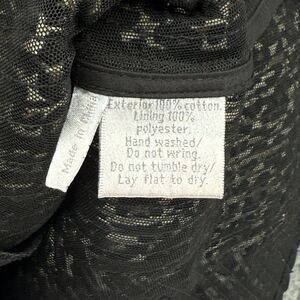 Made in China
Exterior 100% cotton.
Lining 100%
polyester.
Hand washed/
Do not wring.
Do not tumble dry/
Lay flat to dry.